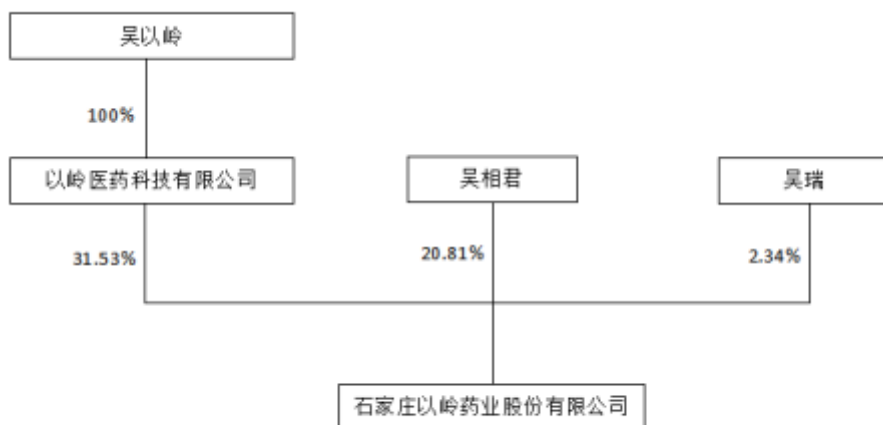 吴以岭
100%
以岭医药科技有限公司
吴相君
吴瑞
31.53%
20.81%
2.34%
石家庄以岭药业股份有限公司